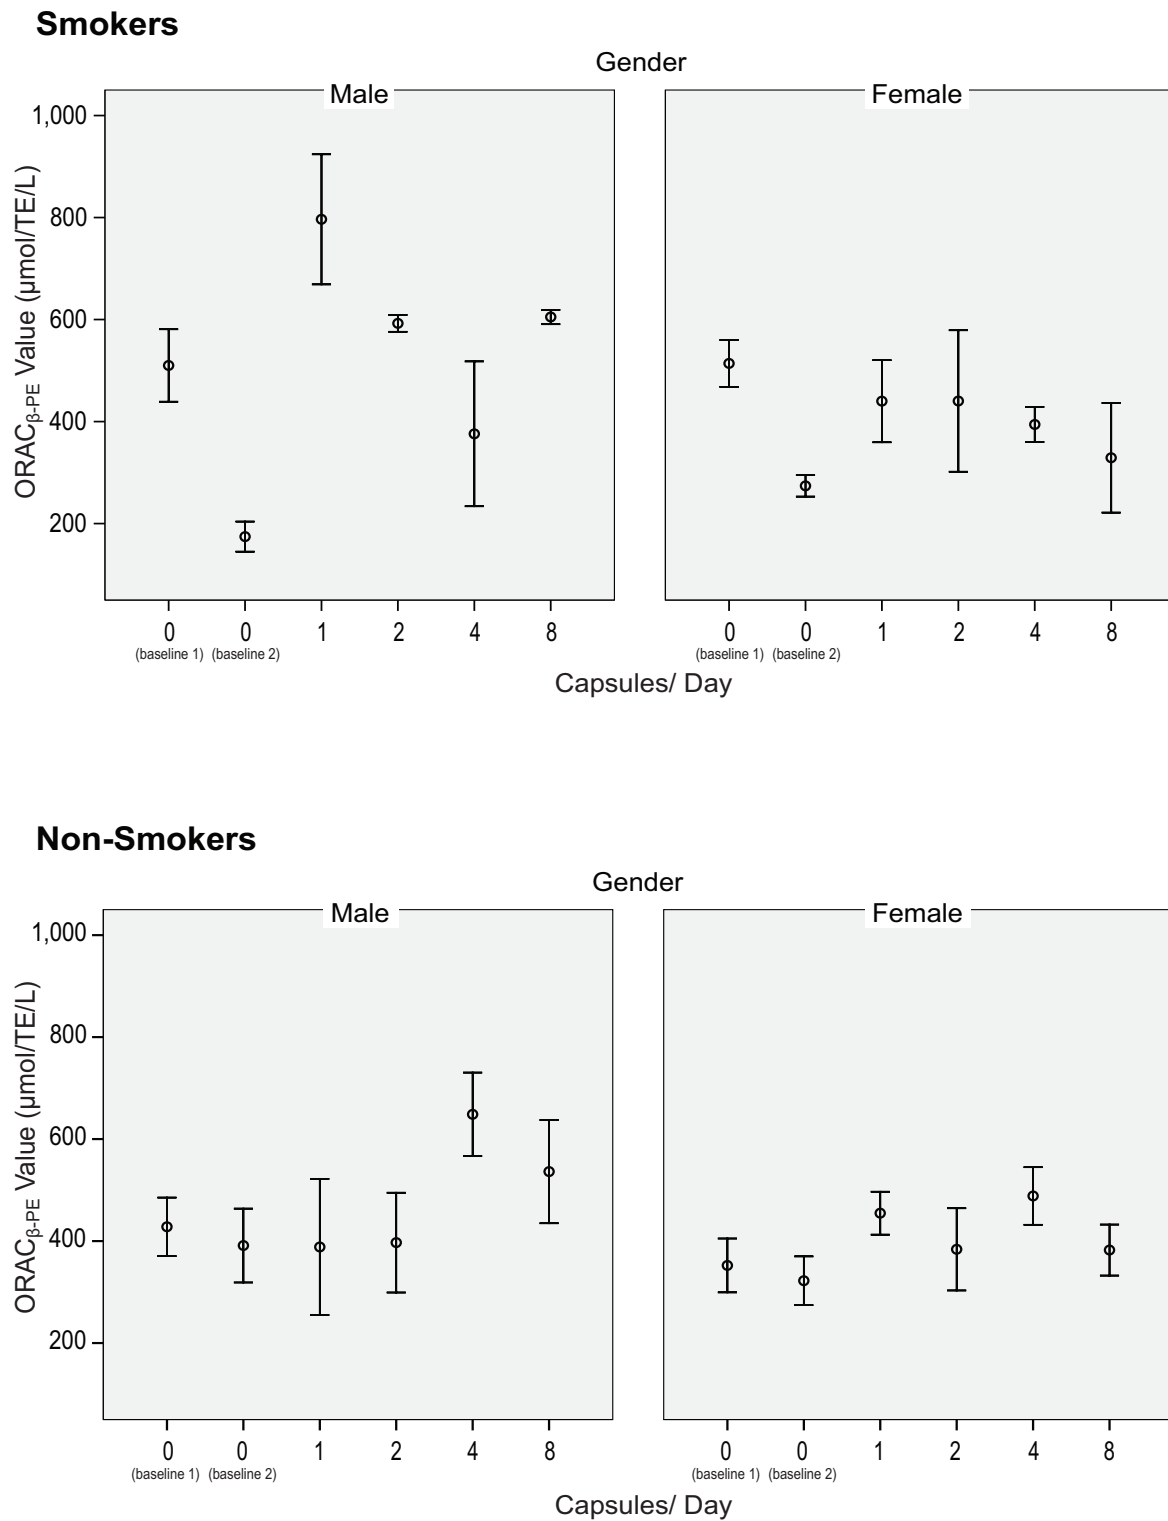 Smokers
Gender
Male Female
1,000
800
600
400
200
ORACβ-PE Value (µmol/TE/L)
0 0 1 2 4 8 0 0 1 2 4 8
(baseline 1) (baseline 2) (baseline 1) (baseline 2)
Capsules/ Day
Non-Smokers
Gender
Male Female
1,000
800
600
400
200
ORACβ-PE Value (µmol/TE/L)
0 0 1 2 4 8 0 0 1 2 4 8
(baseline 1) (baseline 2) (baseline 1) (baseline 2)
Capsules/ Day